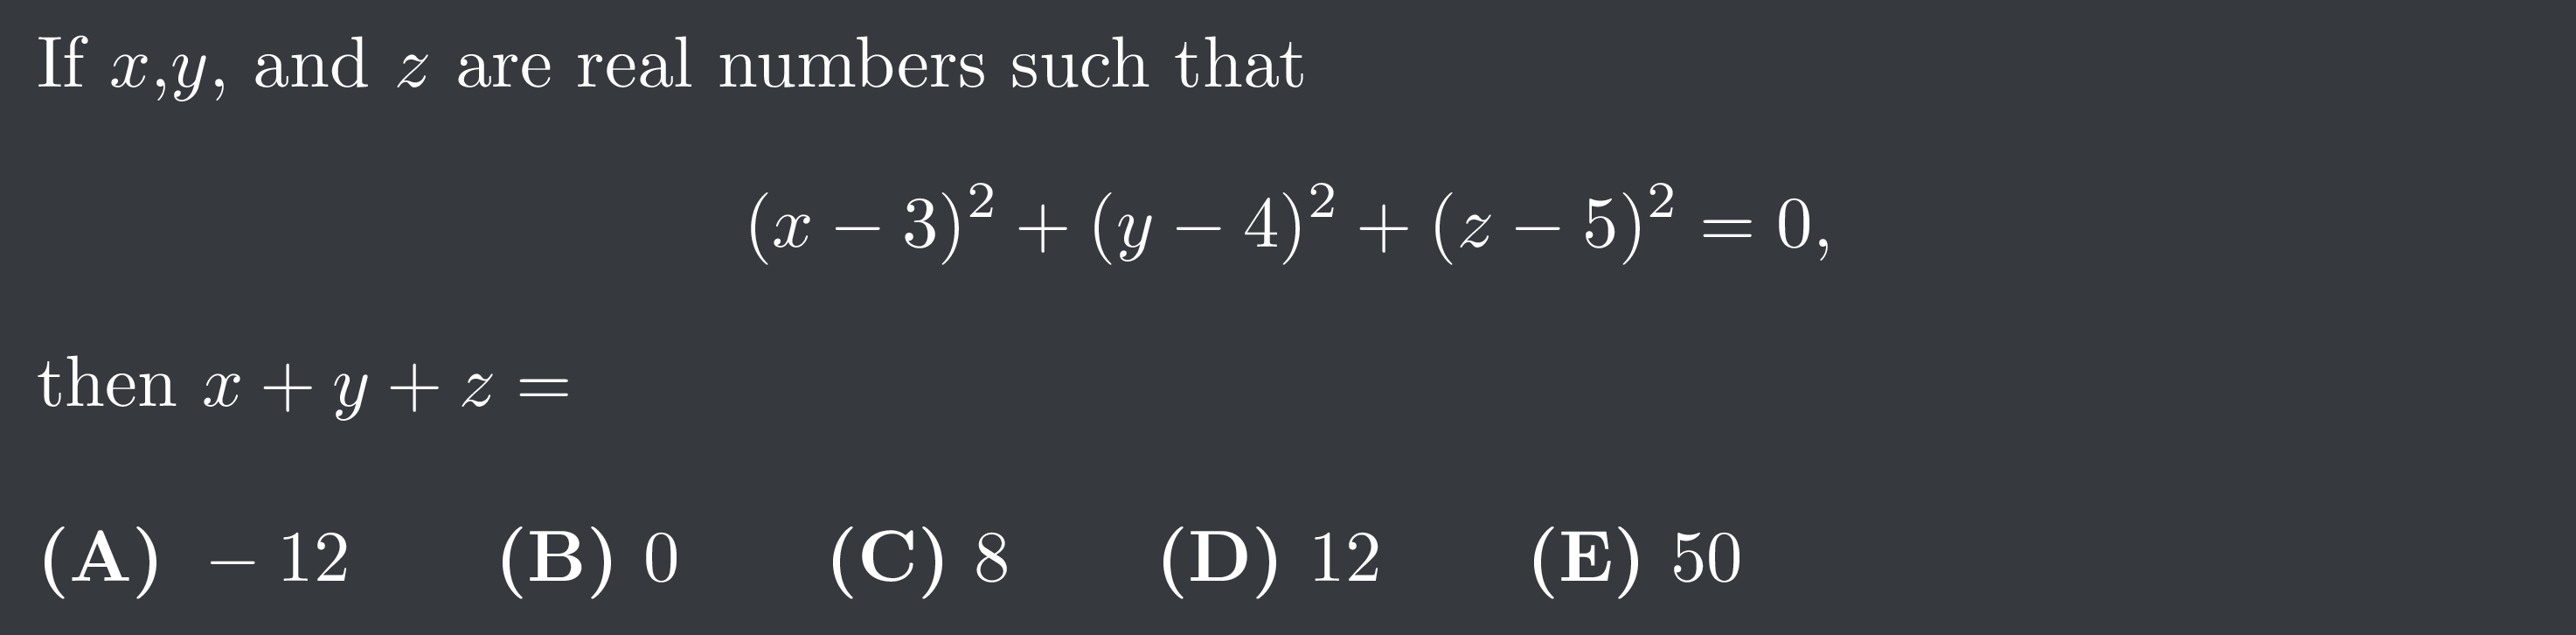 If x,y, and z are real numbers such that
(x − 3)² + (y − 4)² + (z − 5)² = 0,
then x + y + z =
(A) − 12 (B) 0 (C) 8 (D) 12 (E) 50